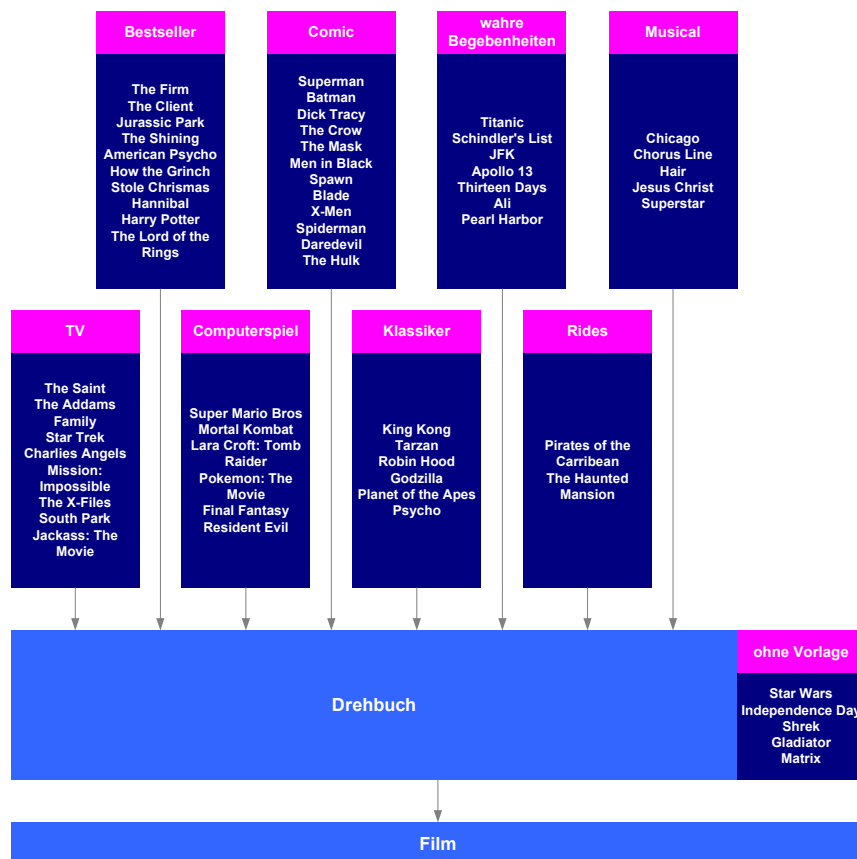 Bestseller
The Firm
The Client
Jurassic Park
The Shining
American Psycho
How the Grinch
Stole Chrismas
Hannibal
Harry Potter
The Lord of the
Rings
Comic
Superman
Batman
Dick Tracy
The Crow
The Mask
Men in Black
Spawn
Blade
X-Men
Spiderman
Daredevil
The Hulk
wahre
Begebenheiten
Titanic
Schindler's List
JFK
Apollo 13
Thirteen Days
Ali
Pearl Harbor
Musical
Chicago
Chorus Line
Hair
Jesus Christ
Superstar
TV
The Saint
The Addams
Family
Star Trek
Charlies Angels
Mission:
Impossible
The X-Files
South Park
Jackass: The
Movie
Computerspiel
Super Mario Bros
Mortal Kombat
Lara Croft: Tomb
Raider
Pokemon: The
Movie
Final Fantasy
Resident Evil
Klassiker
King Kong
Tarzan
Robin Hood
Godzilla
Planet of the Apes
Psycho
Rides
Pirates of the
Carribean
The Haunted
Mansion
Drehbuch
ohne Vorlage
Star Wars
Independence Day
Shrek
Gladiator
Matrix
Film